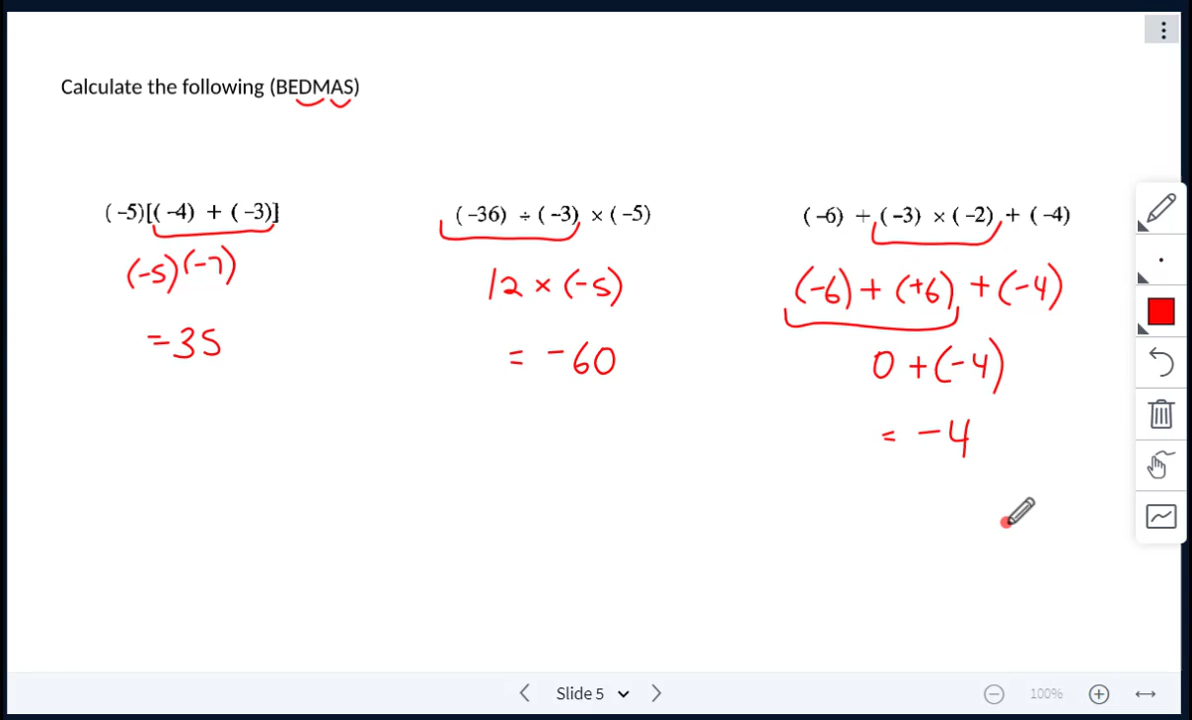 Calculate the following (BEDMAS)
(-5)[(-4) + (-3)]
(-5)(-7)
=35
(-36) ÷ (-3) × (-5)
12 × (-5)
= -60
(-6) + (-3) × (-2) + (-4)
(-6) + (+6) + (-4)
0 + (-4)
= -4
Slide 5
100%